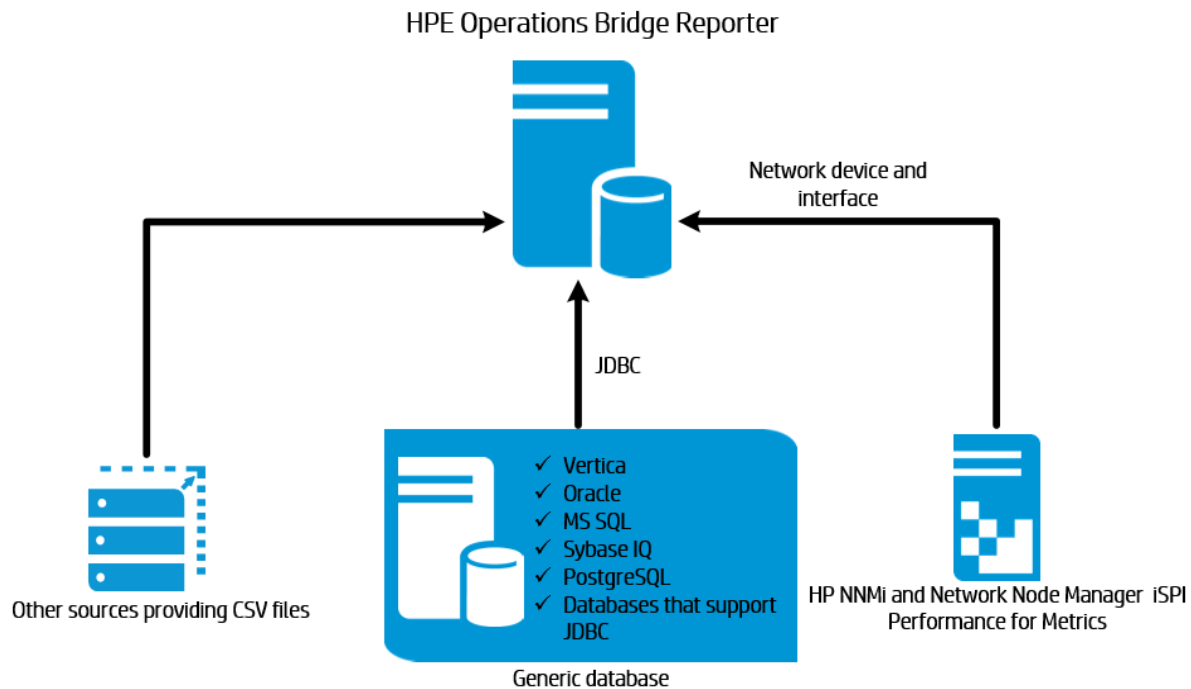 HPE Operations Bridge Reporter
Network device and
interface
JDBC
✓ Vertica
✓ Oracle
✓ MS SQL
✓ Sybase IQ
✓ PostgreSQL
✓ Databases that support
JDBC
Other sources providing CSV files
Generic database
HP NNMi and Network Node Manager iSPI
Performance for Metrics